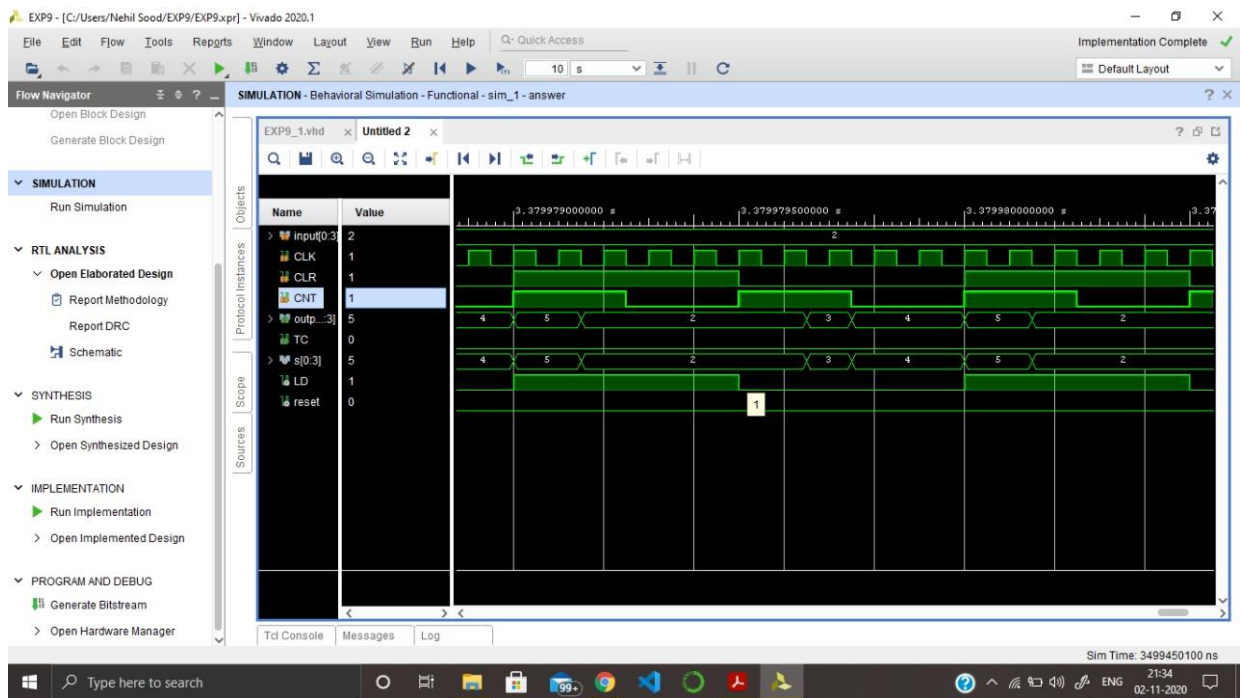 EXP9 - [C:/Users/Nehil Sood/EXP9/EXP9.xpr] - Vivado 2020.1
File Edit Flow Tools Reports Window Layout View Run Help Q- Quick Access
Implementation Complete
10 s
Default Layout
Flow Navigator
SIMULATION - Behavioral Simulation - Functional - sim_1 - answer
Open Block Design
Generate Block Design
SIMULATION
Run Simulation
RTL ANALYSIS
Open Elaborated Design
Report Methodology
Report DRC
Schematic
SYNTHESIS
Run Synthesis
Open Synthesized Design
IMPLEMENTATION
Run Implementation
Open Implemented Design
PROGRAM AND DEBUG
Generate Bitstream
Open Hardware Manager
Objects
Protocol Instances
Scope
Sources
EXP9_1.vhd Untitled 2
Name Value
3.379979000000 s 3.379979500000 s 3.379980000000 s 3.37
input[0:3] 2 2
CLK 1
CLR 1
CNT 1
outp...:3] 5 4 5 2 3 4 5 2
TC 0
s[0:3] 5 4 5 2 3 4 5 2
LD 1
reset 0
1
Tcl Console Messages Log
Sim Time: 3499450100 ns
Type here to search
99+
ENG
21:34
02-11-2020